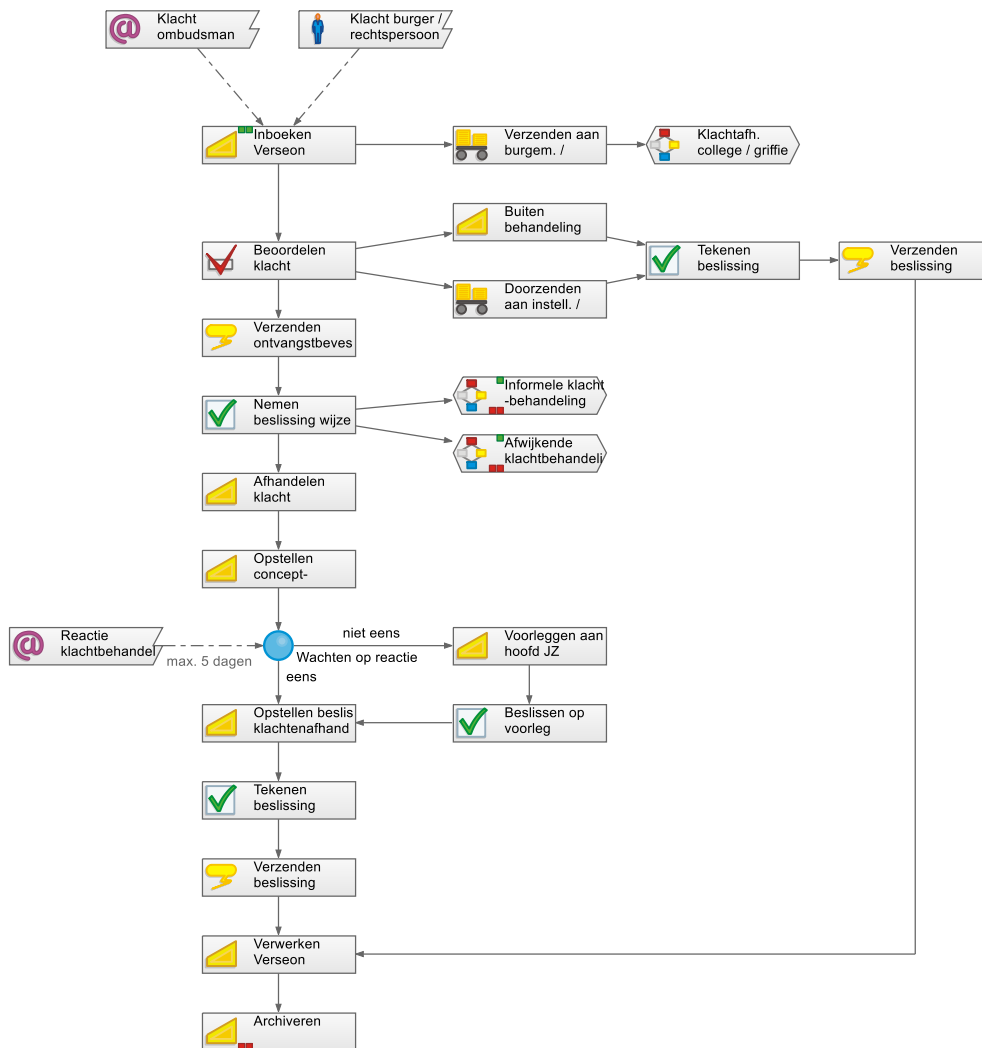 Klacht
ombudsman
Klacht burger /
rechtspersoon
Inboeken
Verseon
Verzenden aan
burgem. /
Klachtafh.
college / griffie
Buiten
behandeling
Beoordelen
klacht
Tekenen
beslissing
Verzenden
beslissing
Doorzenden
aan instell. /
Verzenden
ontvangstbeves
Informele klacht
-behandeling
Nemen
beslissing wijze
Afwijkende
klachtbehandeli
Afhandelen
klacht
Opstellen
concept-
Reactie
klachtbehandel
max. 5 dagen
niet eens
Wachten op reactie
eens
Voorleggen aan
hoofd JZ
Opstellen beslis
klachtenafhand
Beslissen op
voorleg
Tekenen
beslissing
Verzenden
beslissing
Verwerken
Verseon
Archiveren